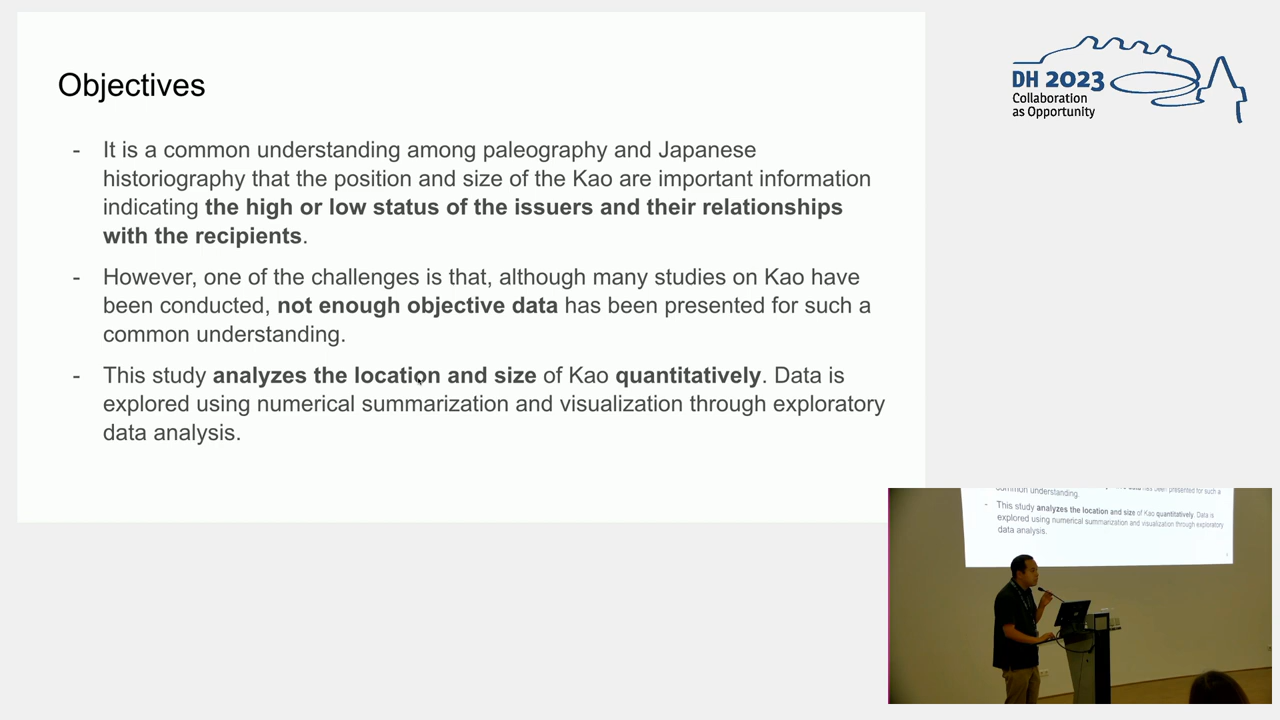 Objectives
- It is a common understanding among paleography and Japanese
historiography that the position and size of the Kao are important information
indicating the high or low status of the issuers and their relationships
with the recipients.
- However, one of the challenges is that, although many studies on Kao have
been conducted, not enough objective data has been presented for such a
common understanding.
- This study analyzes the location and size of Kao quantitatively. Data is
explored using numerical summarization and visualization through exploratory
data analysis.
DH 2023
Collaboration
as Opportunity
common understanding.
- This study analyzes the location and size of Kao quantitatively. Data is
explored using numerical summarization and visualization through exploratory
data analysis.